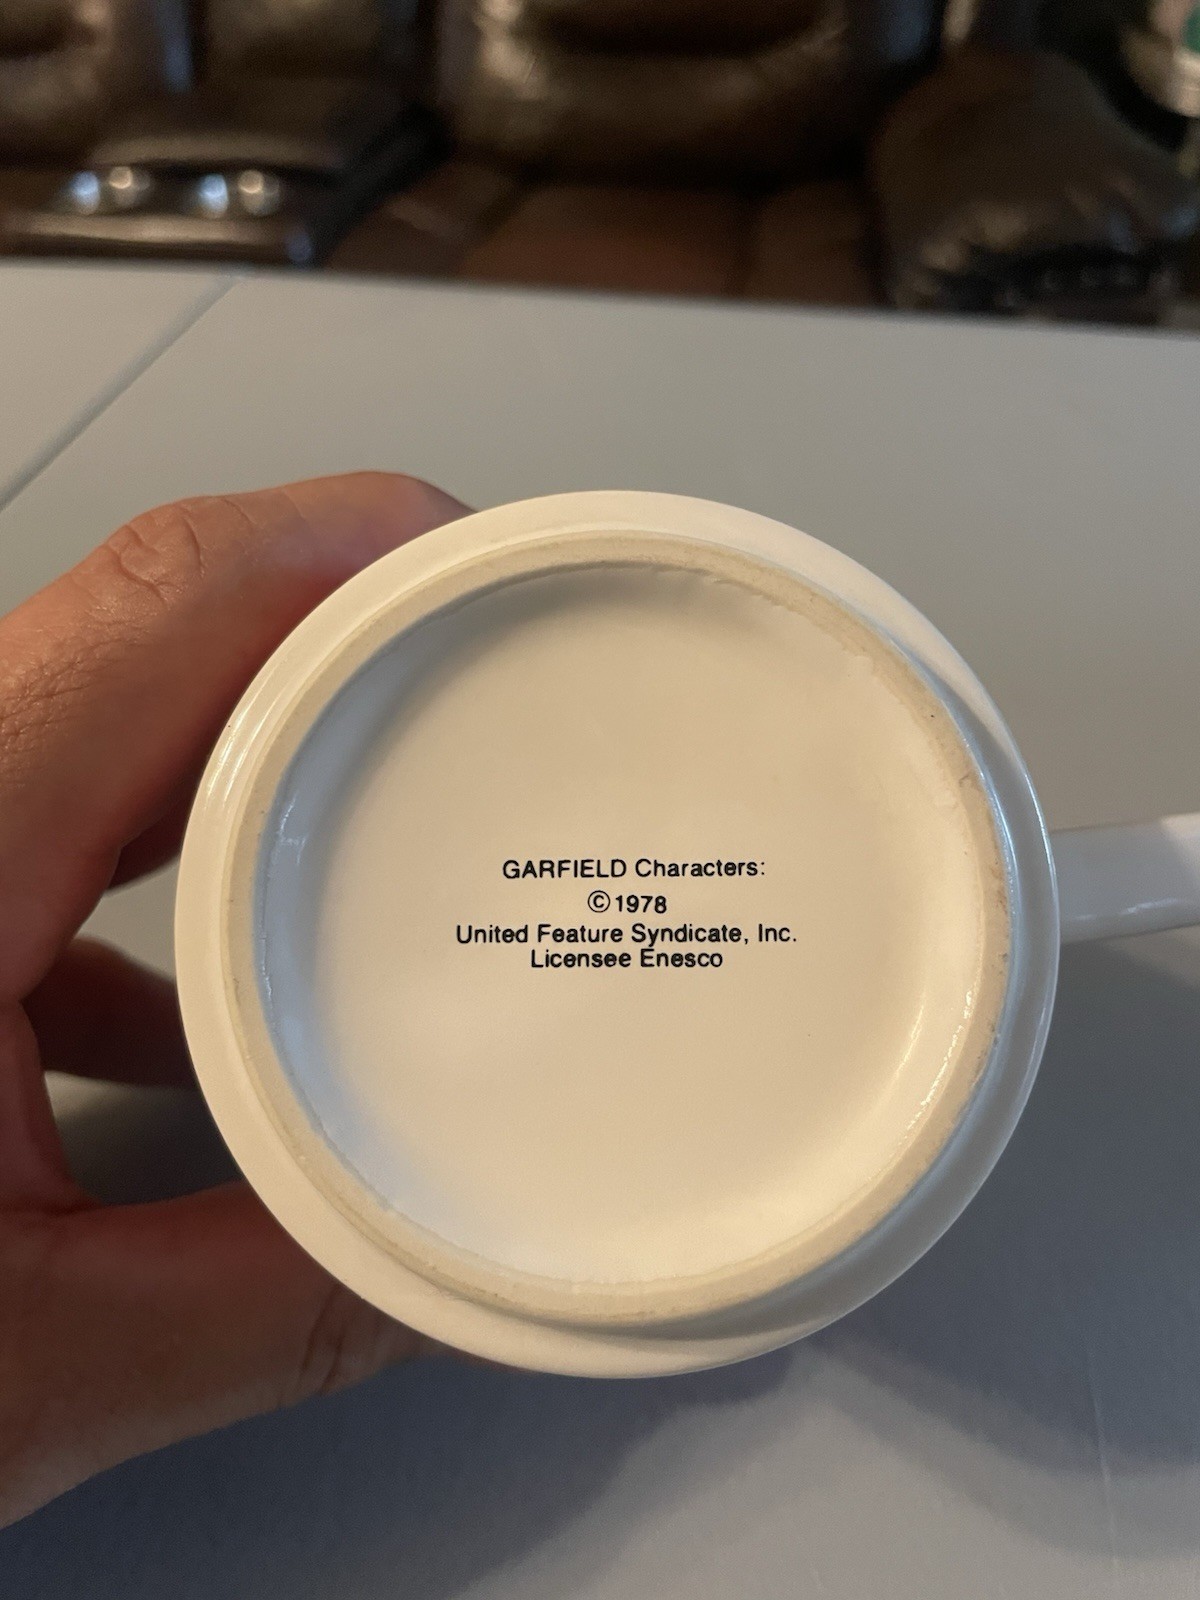 GARFIELD Characters:
©1978
United Feature Syndicate, Inc.
Licensee Enesco